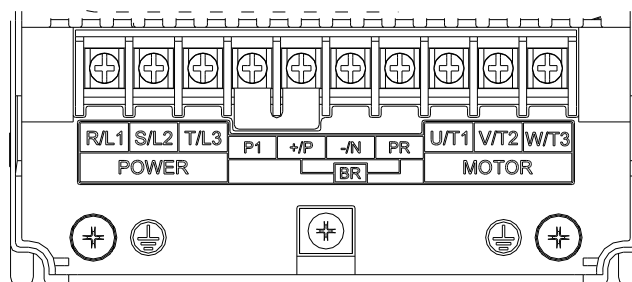 R/L1 S/L2 T/L3 P1 +/P -/N PR U/T1 V/T2 W/T3
POWER BR MOTOR